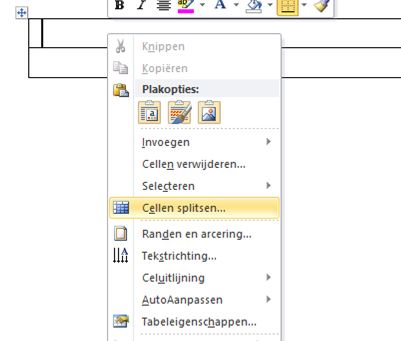 B I A
Knippen
Kopiëren
Plakopties:
a
Invoegen
Cellen verwijderen...
Selecteren
Cellen splitsen...
Randen en arcering...
Tekstrichting...
Celuitlijning
AutoAanpassen
Tabeleigenschappen...